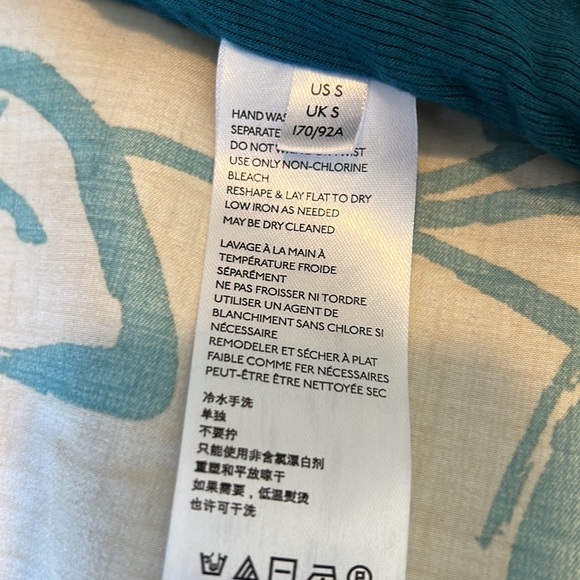 US S
UK S
170/92A
HAND
SEPARATE
DO NOT
USE ONLY NON-CHLORINE
BLEACH
RESHAPE & LAY FLAT TO DRY
LOW IRON AS NEEDED
MAY BE DRY CLEANED
LAVAGE À LA MAIN À
TEMPÉRATURE FROIDE
SÉPARÉMENT
NE PAS FROISSER NI TORDRE
UTILISER UN AGENT DE
BLANCHIMENT SANS CHLORE SI
NÉCESSAIRE
REMODELER ET SÉCHER À PLAT
FAIBLE COMME FER NÉCESSAIRES
PEUT-ÊTRE ÊTRE NETTOYÉE SEC
冷水手洗
单独
不要拧
只能使用非含氯漂白剂
重塑和平放晾干
如果需要，低温熨烫
也许可干洗